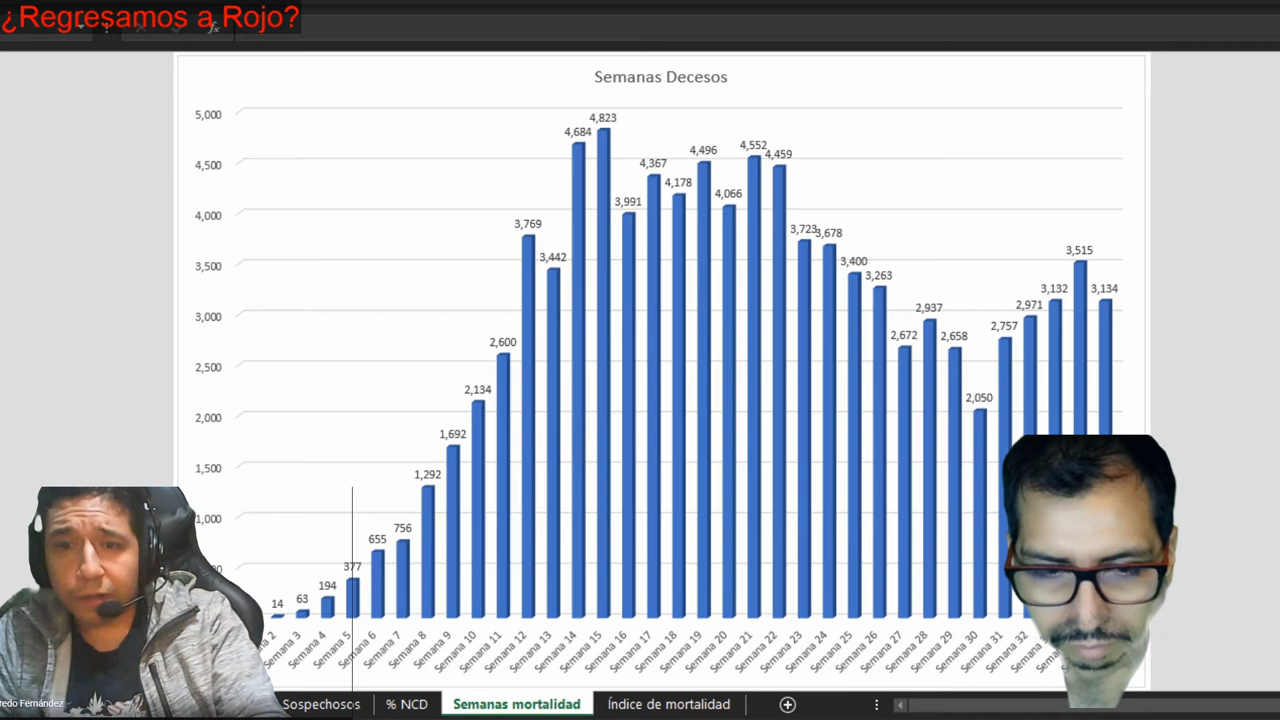 ¿Regresamos a Rojo?
fx
Semanas Decesos
5,000
4,500
4,000
3,500
3,000
2,500
2,000
1,500
1,000
14
63
194
377
655
756
1,292
1,692
2,134
2,600
3,769
3,442
4,684
4,823
3,991
4,367
4,178
4,496
4,066
4,552
4,459
3,723
3,678
3,400
3,263
2,672
2,937
2,658
2,050
2,757
2,971
3,132
3,515
3,134
Semana 3
Semana 4
Semana 5
Semana 6
Semana 7
Semana 8
Semana 9
Semana 10
Semana 11
Semana 12
Semana 13
Semana 14
Semana 15
Semana 16
Semana 17
Semana 18
Semana 19
Semana 20
Semana 21
Semana 22
Semana 23
Semana 24
Semana 25
Semana 26
Semana 27
Semana 28
Semana 29
Semana 30
Semana 31
Semana 32
Sospechosos
% NCD
Semanas mortalidad
Índice de mortalidad
Fernández